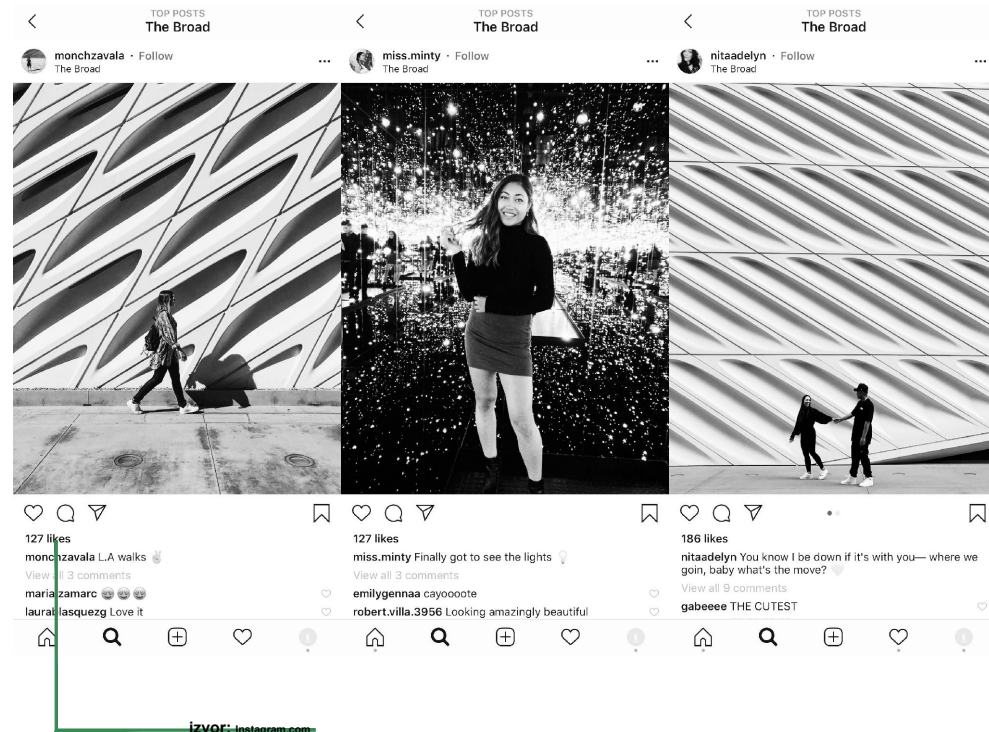 TOP POSTS
The Broad
monchzavala · Follow
The Broad
127 likes
monchzavala L.A walks ✌
View all 3 comments
mariazamarc
laurablasquezg Love it
TOP POSTS
The Broad
miss.minty · Follow
The Broad
127 likes
miss.minty Finally got to see the lights 💡
View all 3 comments
emilygennaa cayoooote
robert.villa.3956 Looking amazingly beautiful
TOP POSTS
The Broad
nitaadelyn · Follow
The Broad
186 likes
nitaadelyn You know I be down if it's with you— where we
goin, baby what's the move? 🤍
View all 9 comments
gabeeee THE CUTEST
izvor: Instagram.com